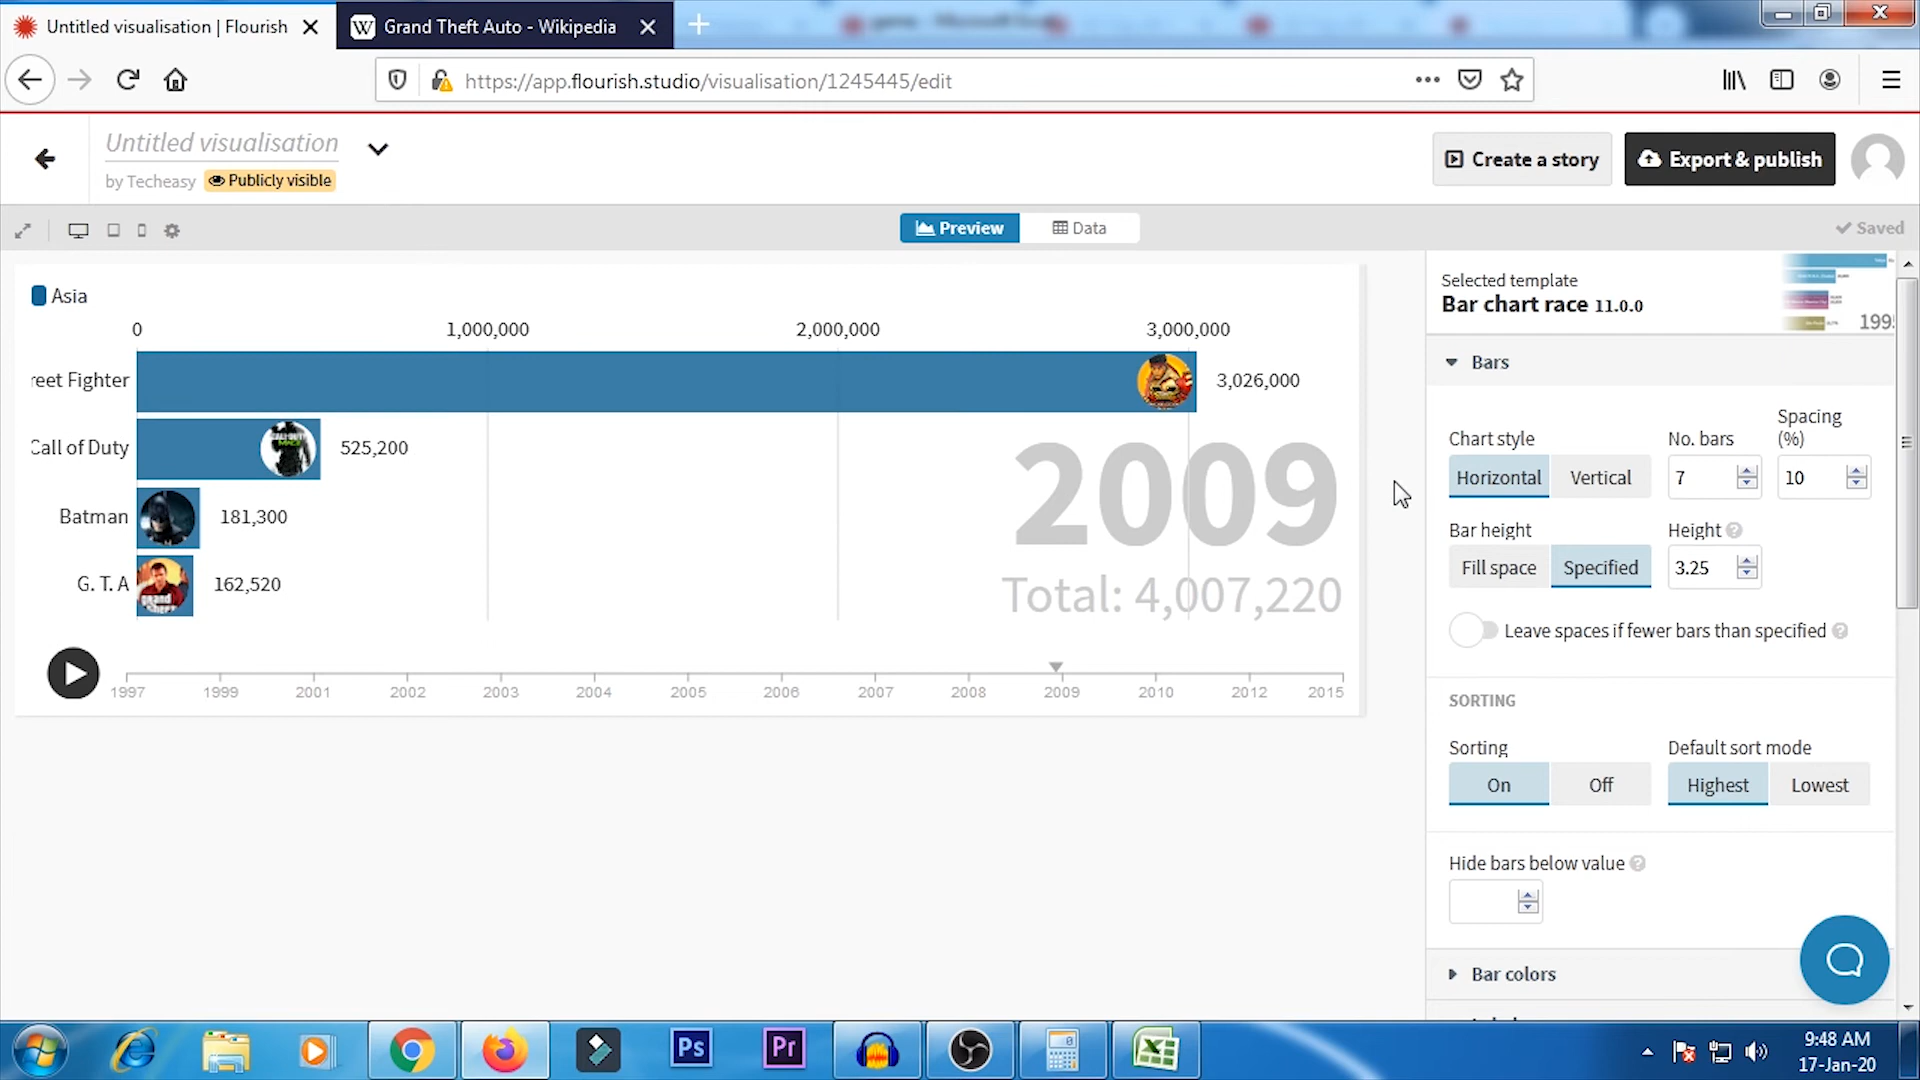 Untitled visualisation | Flourish
W Grand Theft Auto - Wikipedia
https://app.flourish.studio/visualisation/1245445/edit
Untitled visualisation
by Techeasy Publicly visible
Create a story
Export & publish
Preview
Data
Saved
Asia
0 1,000,000 2,000,000 3,000,000
reet Fighter 3,026,000
Call of Duty 525,200
Batman 181,300
G. T. A 162,520
2009
Total: 4,007,220
1997 1999 2001 2002 2003 2004 2005 2006 2007 2008 2009 2010 2012 2015
Selected template
Bar chart race 11.0.0
Bars
Chart style No. bars Spacing (%)
Horizontal Vertical 7 10
Bar height Height
Fill space Specified 3.25
Leave spaces if fewer bars than specified
SORTING
Sorting Default sort mode
On Off Highest Lowest
Hide bars below value
Bar colors
Ps Pr
9:48 AM
17-Jan-20